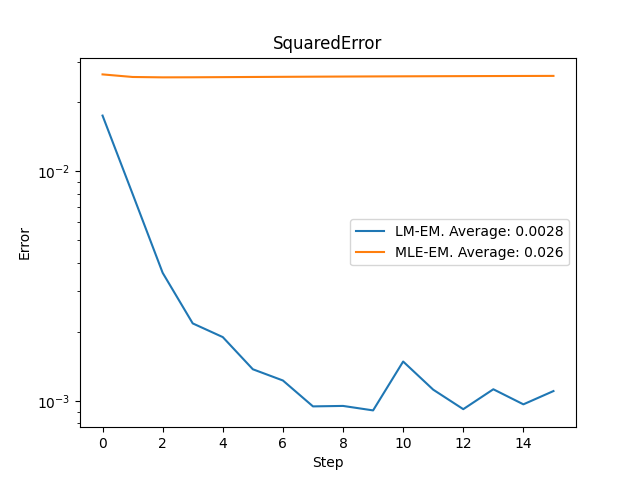 SquaredError
Error
10⁻²
10⁻³
LM-EM. Average: 0.0028
MLE-EM. Average: 0.026
0 2 4 6 8 10 12 14
Step